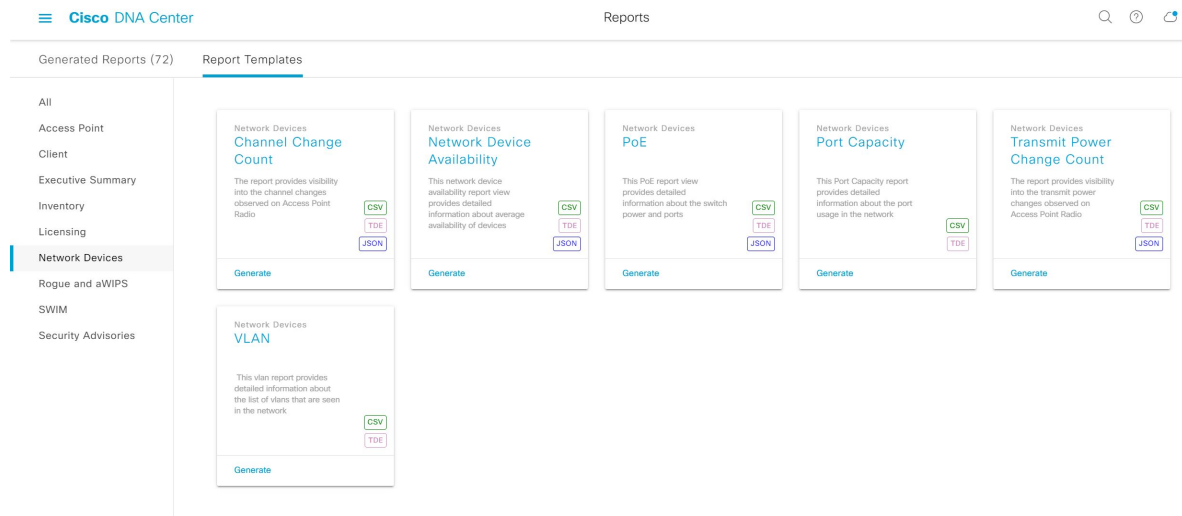 Cisco DNA Center
Reports
Generated Reports (72)
Report Templates
All
Access Point
Client
Executive Summary
Inventory
Licensing
Network Devices
Rogue and aWIPS
SWIM
Security Advisories
Network Devices
Channel Change
Count
The report provides visibility
into the channel changes
observed on Access Point
Radio
CSV
TDE
JSON
Generate
Network Devices
Network Device
Availability
This network device
availability report view
provides detailed
information about average
availability of devices
CSV
TDE
JSON
Generate
Network Devices
PoE
This PoE report view
provides detailed
information about the switch
power and ports
CSV
TDE
JSON
Generate
Network Devices
Port Capacity
This Port Capacity report
provides detailed
information about the port
usage in the network
CSV
TDE
Generate
Network Devices
Transmit Power
Change Count
The report provides visibility
into the transmit power
changes observed on
Access Point Radio
CSV
TDE
JSON
Generate
Network Devices
VLAN
This vlan report provides
detailed information about
the list of vlans that are seen
in the network
CSV
TDE
Generate